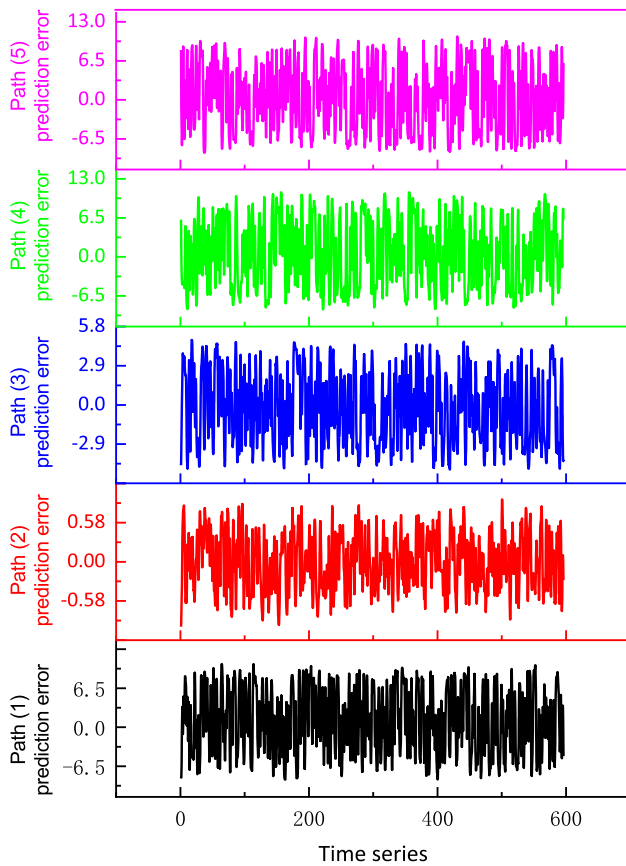 Path (5)
prediction error
13.0
6.5
0.0
-6.5
Path (4)
prediction error
13.0
6.5
0.0
-6.5
Path (3)
prediction error
5.8
2.9
0.0
-2.9
Path (2)
prediction error
0.58
0.00
-0.58
Path (1)
prediction error
6.5
0.0
-6.5
0 200 400 600
Time series